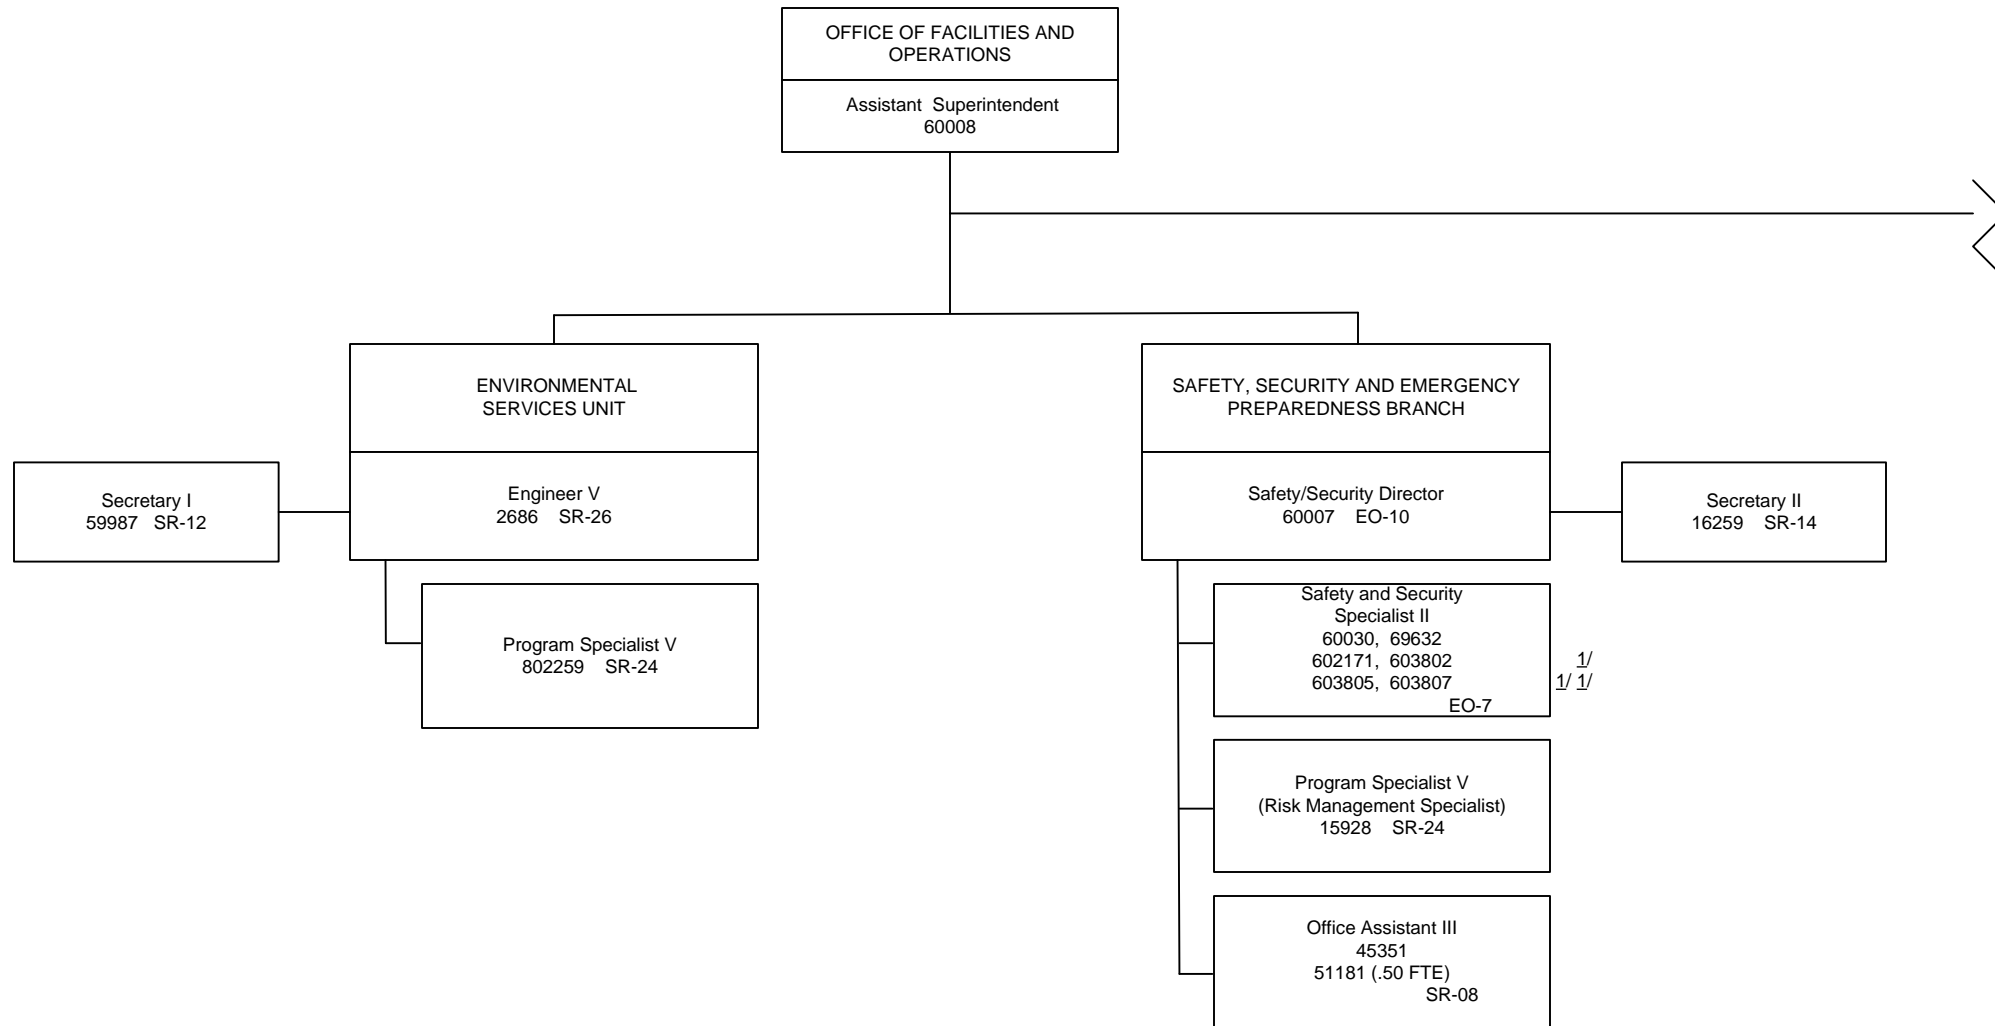 OFFICE OF FACILITIES AND
OPERATIONS
Assistant Superintendent
60008
ENVIRONMENTAL
SERVICES UNIT
Engineer V
2686 SR-26
Secretary I
59987 SR-12
Program Specialist V
802259 SR-24
SAFETY, SECURITY AND EMERGENCY
PREPAREDNESS BRANCH
Safety/Security Director
60007 EO-10
Secretary II
16259 SR-14
Safety and Security
Specialist II
60030, 69632
602171, 603802 1/
603805, 603807 1/ 1/
EO-7
Program Specialist V
(Risk Management Specialist)
15928 SR-24
Office Assistant III
45351
51181 (.50 FTE)
SR-08